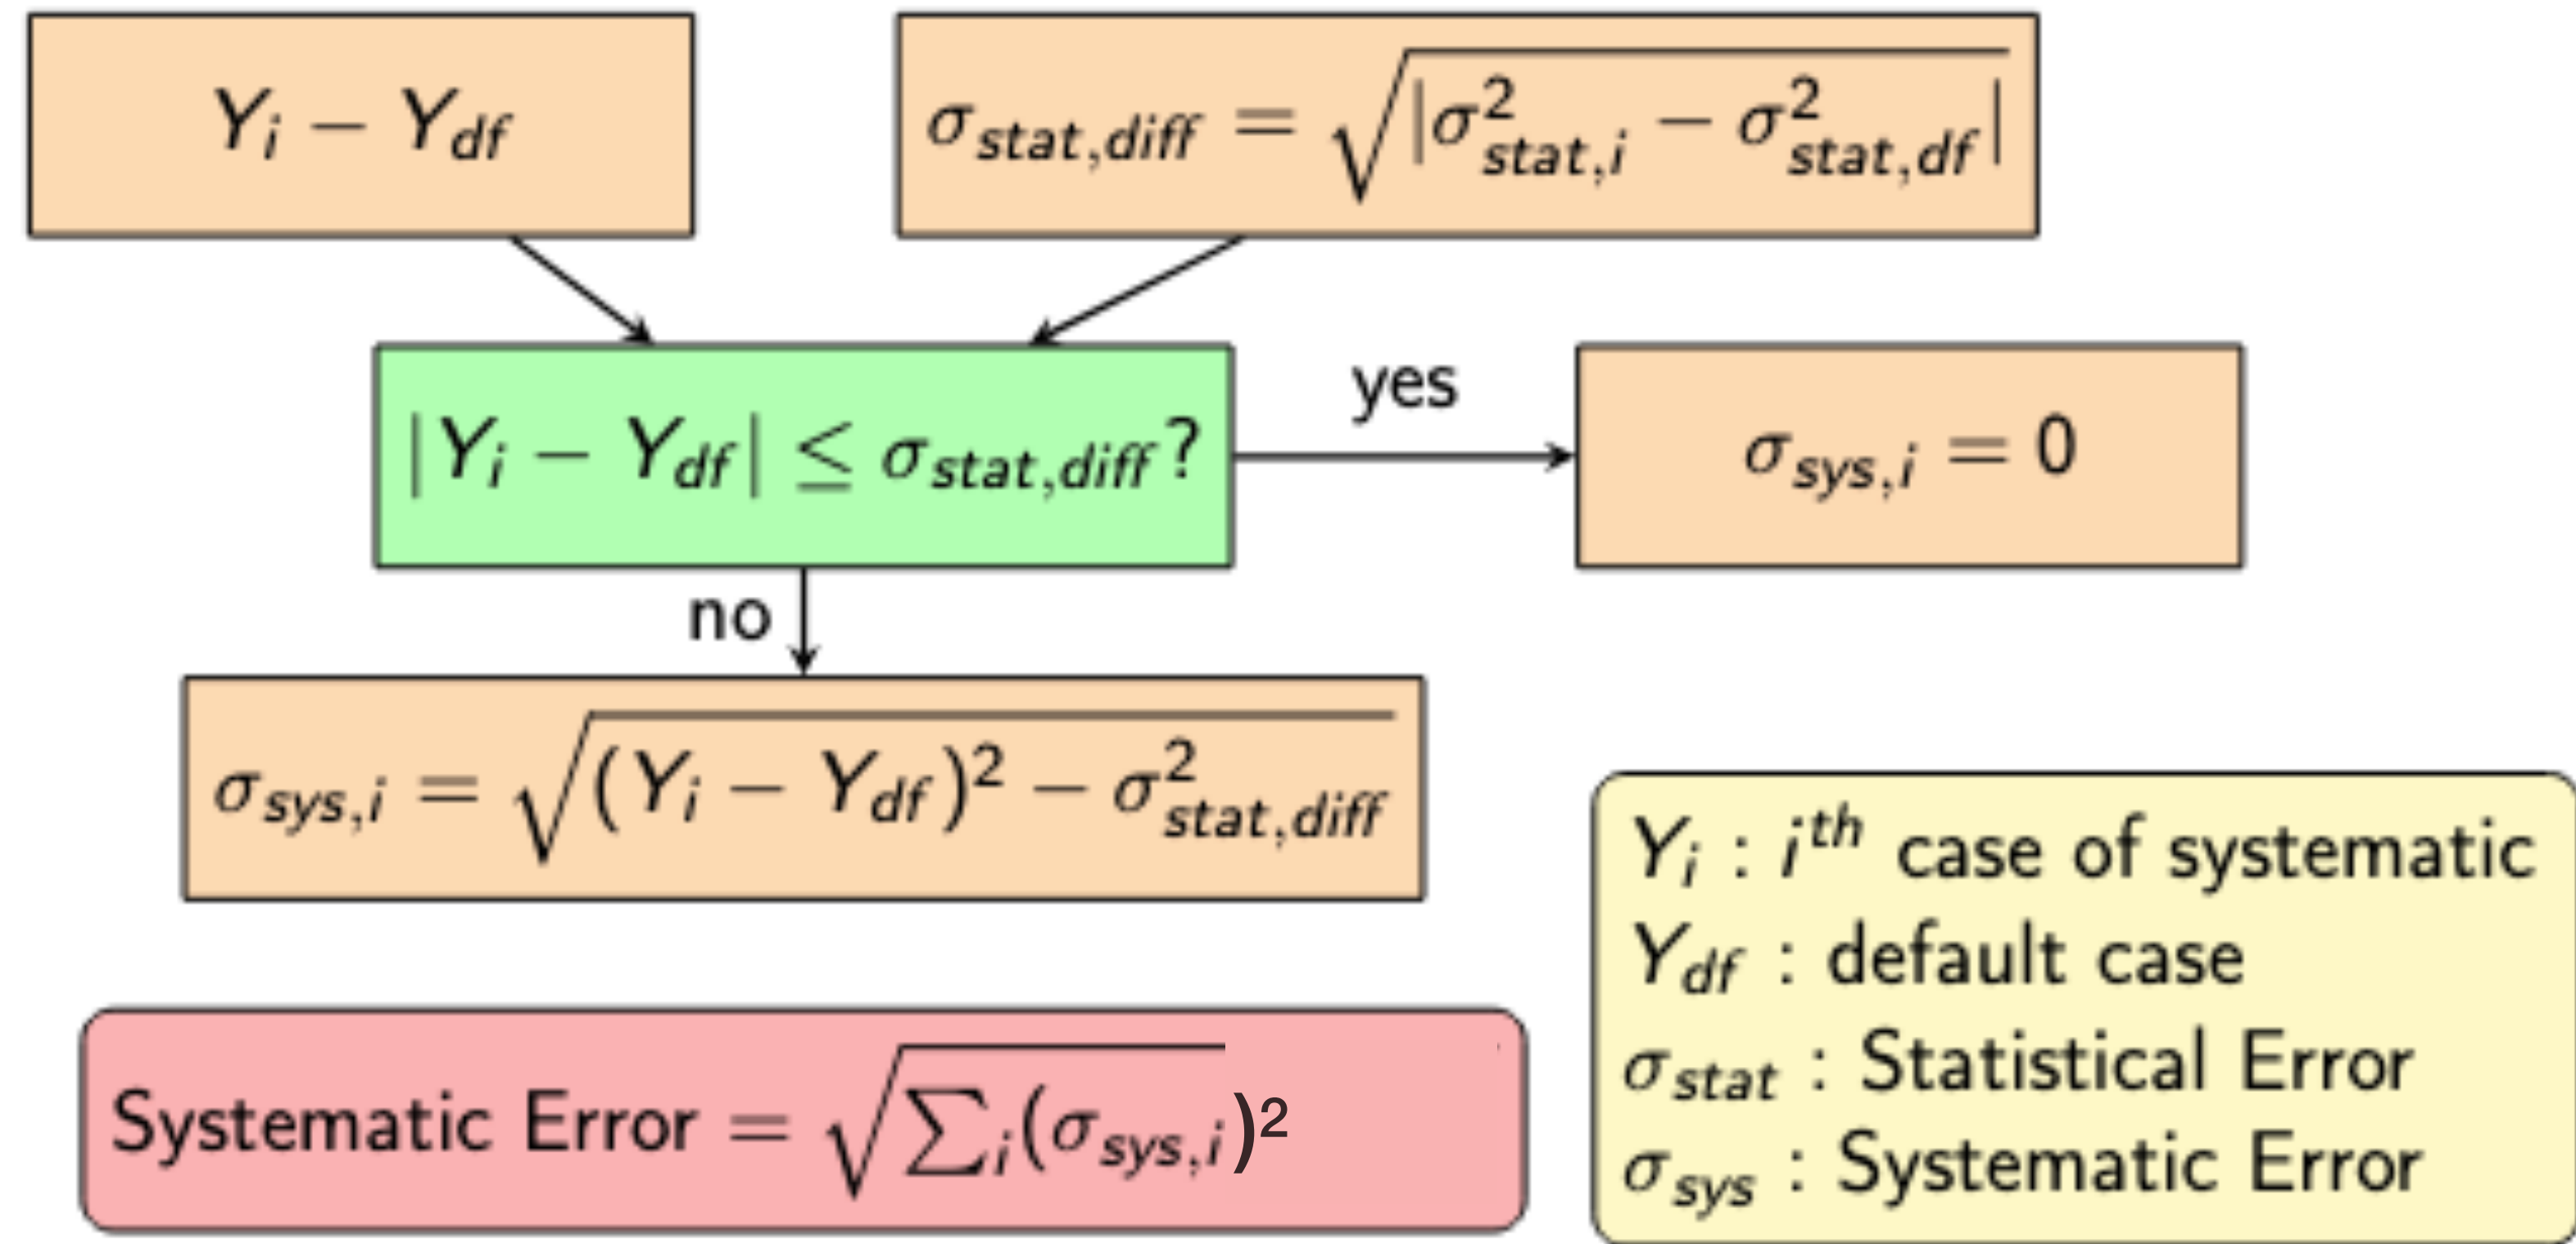 Y_i − Y_df
σ_stat,diff = √|σ²_stat,i − σ²_stat,df|
|Y_i − Y_df| ≤ σ_stat,diff?
yes
σ_sys,i = 0
no
σ_sys,i = √(Y_i − Y_df)² − σ²_stat,diff
Systematic Error = √∑_i(σ_sys,i)²
Y_i : i^th case of systematic
Y_df : default case
σ_stat : Statistical Error
σ_sys : Systematic Error